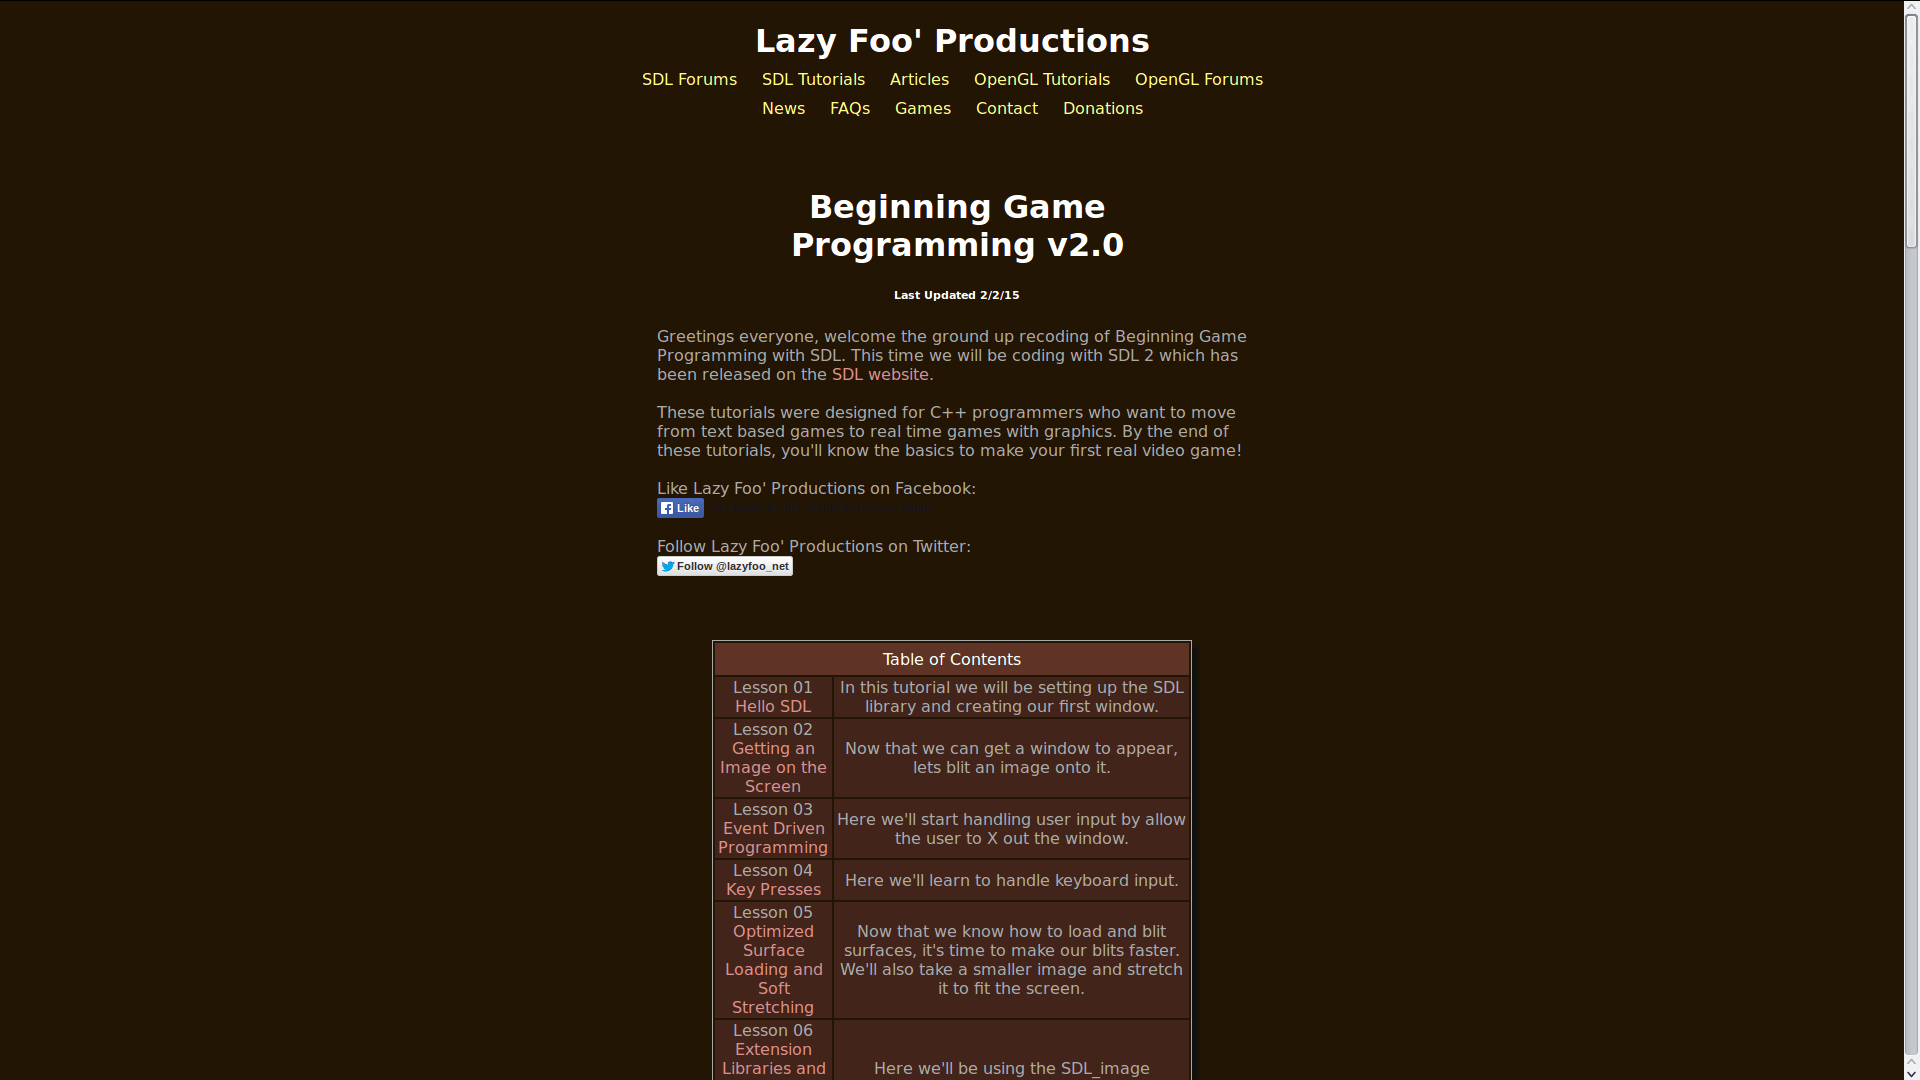 Lazy Foo' Productions
SDL Forums SDL Tutorials Articles OpenGL Tutorials OpenGL Forums
News FAQs Games Contact Donations
Beginning Game
Programming v2.0
Last Updated 2/2/15
Greetings everyone, welcome the ground up recoding of Beginning Game
Programming with SDL. This time we will be coding with SDL 2 which has
been released on the SDL website.
These tutorials were designed for C++ programmers who want to move
from text based games to real time games with graphics. By the end of
these tutorials, you'll know the basics to make your first real video game!
Like Lazy Foo' Productions on Facebook:
Like
Follow Lazy Foo' Productions on Twitter:
Follow @lazyfoo_net
Table of Contents
Lesson 01
Hello SDL
In this tutorial we will be setting up the SDL
library and creating our first window.
Lesson 02
Getting an
Image on the
Screen
Now that we can get a window to appear,
lets blit an image onto it.
Lesson 03
Event Driven
Programming
Here we'll start handling user input by allow
the user to X out the window.
Lesson 04
Key Presses
Here we'll learn to handle keyboard input.
Lesson 05
Optimized
Surface
Loading and
Soft
Stretching
Now that we know how to load and blit
surfaces, it's time to make our blits faster.
We'll also take a smaller image and stretch
it to fit the screen.
Lesson 06
Extension
Libraries and
Here we'll be using the SDL_image